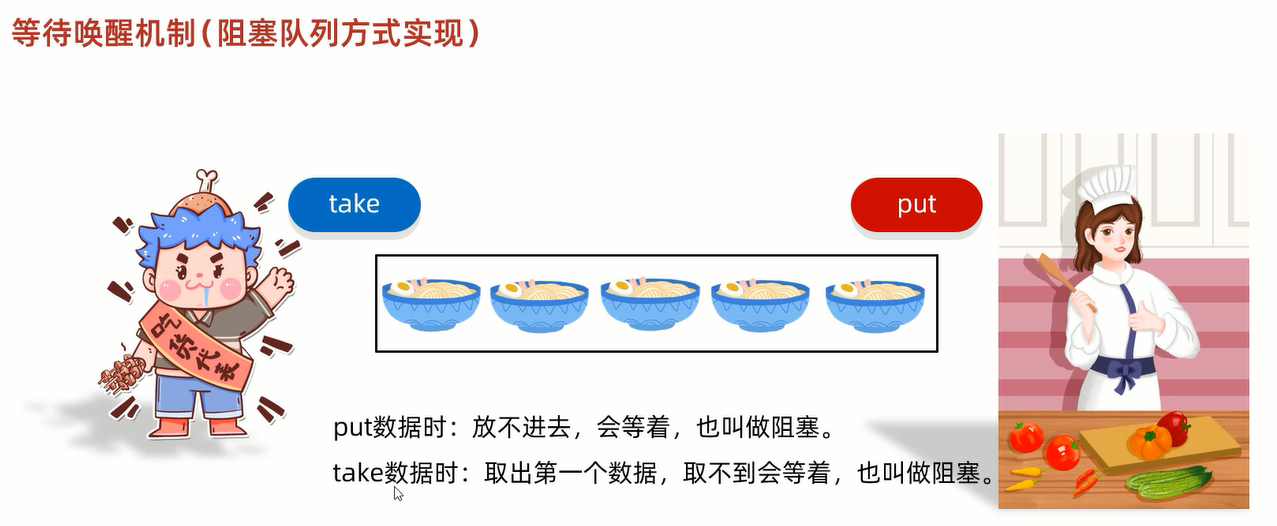 等待唤醒机制(阻塞队列方式实现)
take
put
吃货代表
put数据时：放不进去，会等着，也叫做阻塞。
take数据时：取出第一个数据，取不到会等着，也叫做阻塞。